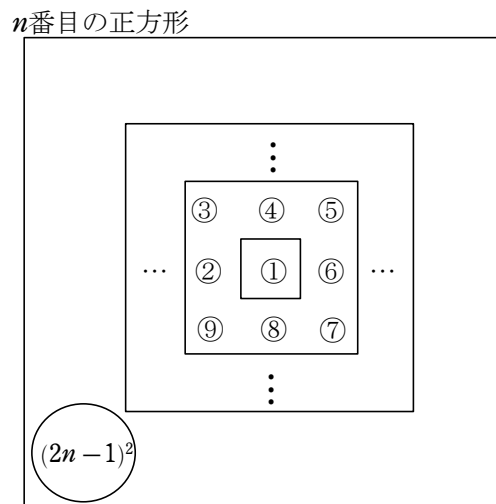 n番目の正方形
⋮
③ ④ ⑤
… ② ① ⑥ …
⑨ ⑧ ⑦
⋮
(2n−1)²